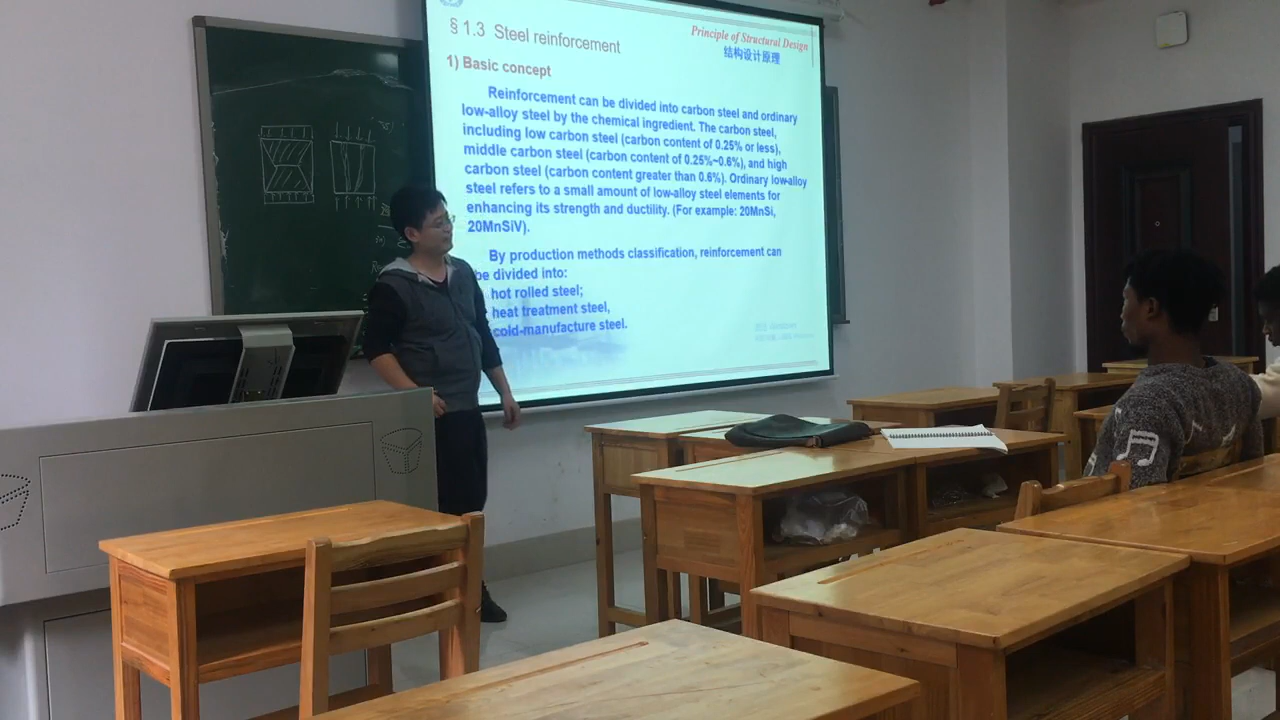 § 1.3 Steel reinforcement
Principle of Structural Design
结构设计原理
1) Basic concept
Reinforcement can be divided into carbon steel and ordinary
low-alloy steel by the chemical ingredient. The carbon steel,
including low carbon steel (carbon content of 0.25% or less),
middle carbon steel (carbon content of 0.25%~0.6%), and high
carbon steel (carbon content greater than 0.6%). Ordinary low-alloy
steel refers to a small amount of low-alloy steel elements for
enhancing its strength and ductility. (For example: 20MnSi,
20MnSiV).
By production methods classification, reinforcement can
be divided into:
hot rolled steel;
heat treatment steel,
cold-manufacture steel.